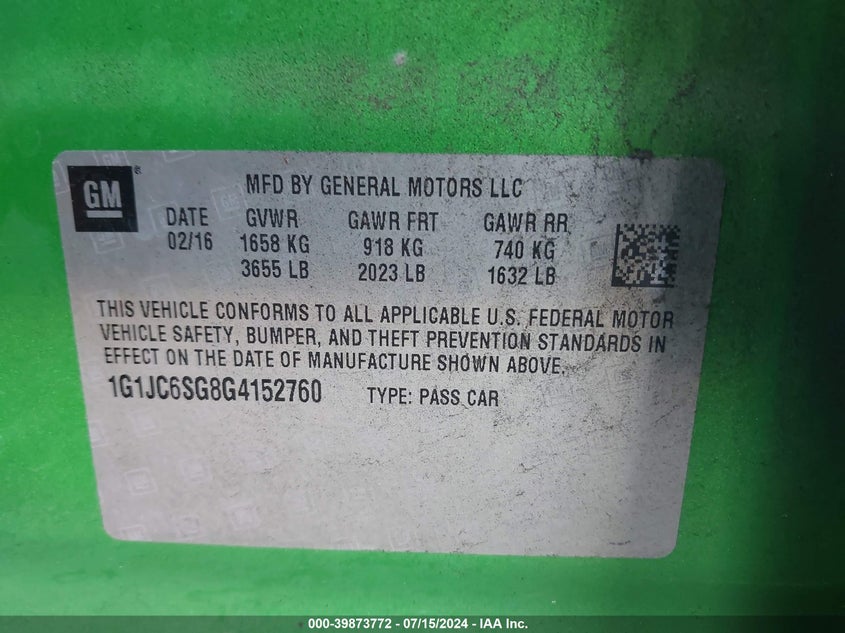 GM
MFD BY GENERAL MOTORS LLC
DATE GVWR GAWR FRT GAWR RR
02/16 1658 KG 918 KG 740 KG
3655 LB 2023 LB 1632 LB
THIS VEHICLE CONFORMS TO ALL APPLICABLE U.S. FEDERAL MOTOR
VEHICLE SAFETY, BUMPER, AND THEFT PREVENTION STANDARDS IN
EFFECT ON THE DATE OF MANUFACTURE SHOWN ABOVE.
1G1JC6SG8G4152760 TYPE: PASS CAR
000-39873772 - 07/15/2024 - IAA Inc.